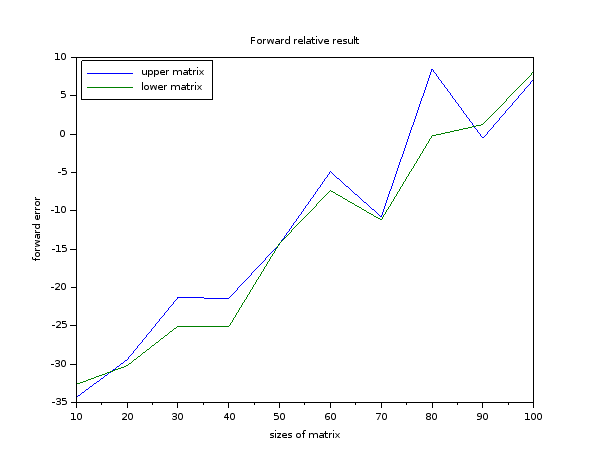 Forward relative result
upper matrix
lower matrix
10
5
0
-5
-10
-15
-20
-25
-30
-35
forward error
10 20 30 40 50 60 70 80 90 100
sizes of matrix